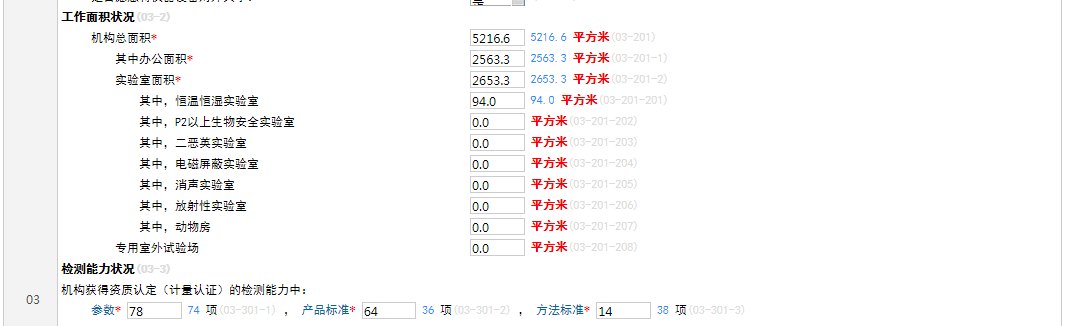 工作面积状况(03-2)
机构总面积* 5216.6 5216.6 平方米(03-201)
其中办公面积* 2563.3 2563.3 平方米(03-201-1)
实验室面积* 2653.3 2653.3 平方米(03-201-2)
其中，恒温恒湿实验室 94.0 94.0 平方米(03-201-201)
其中，P2以上生物安全实验室 0.0 平方米(03-201-202)
其中，二恶英实验室 0.0 平方米(03-201-203)
其中，电磁屏蔽实验室 0.0 平方米(03-201-204)
其中，消声实验室 0.0 平方米(03-201-205)
其中，放射性实验室 0.0 平方米(03-201-206)
其中，动物房 0.0 平方米(03-201-207)
专用室外试验场 0.0 平方米(03-201-208)
检测能力状况(03-3)
03 机构获得资质认定（计量认证）的检测能力中：
参数* 78 74 项(03-301-1) ， 产品标准* 64 36 项(03-301-2) ， 方法标准* 14 38 项(03-301-3)